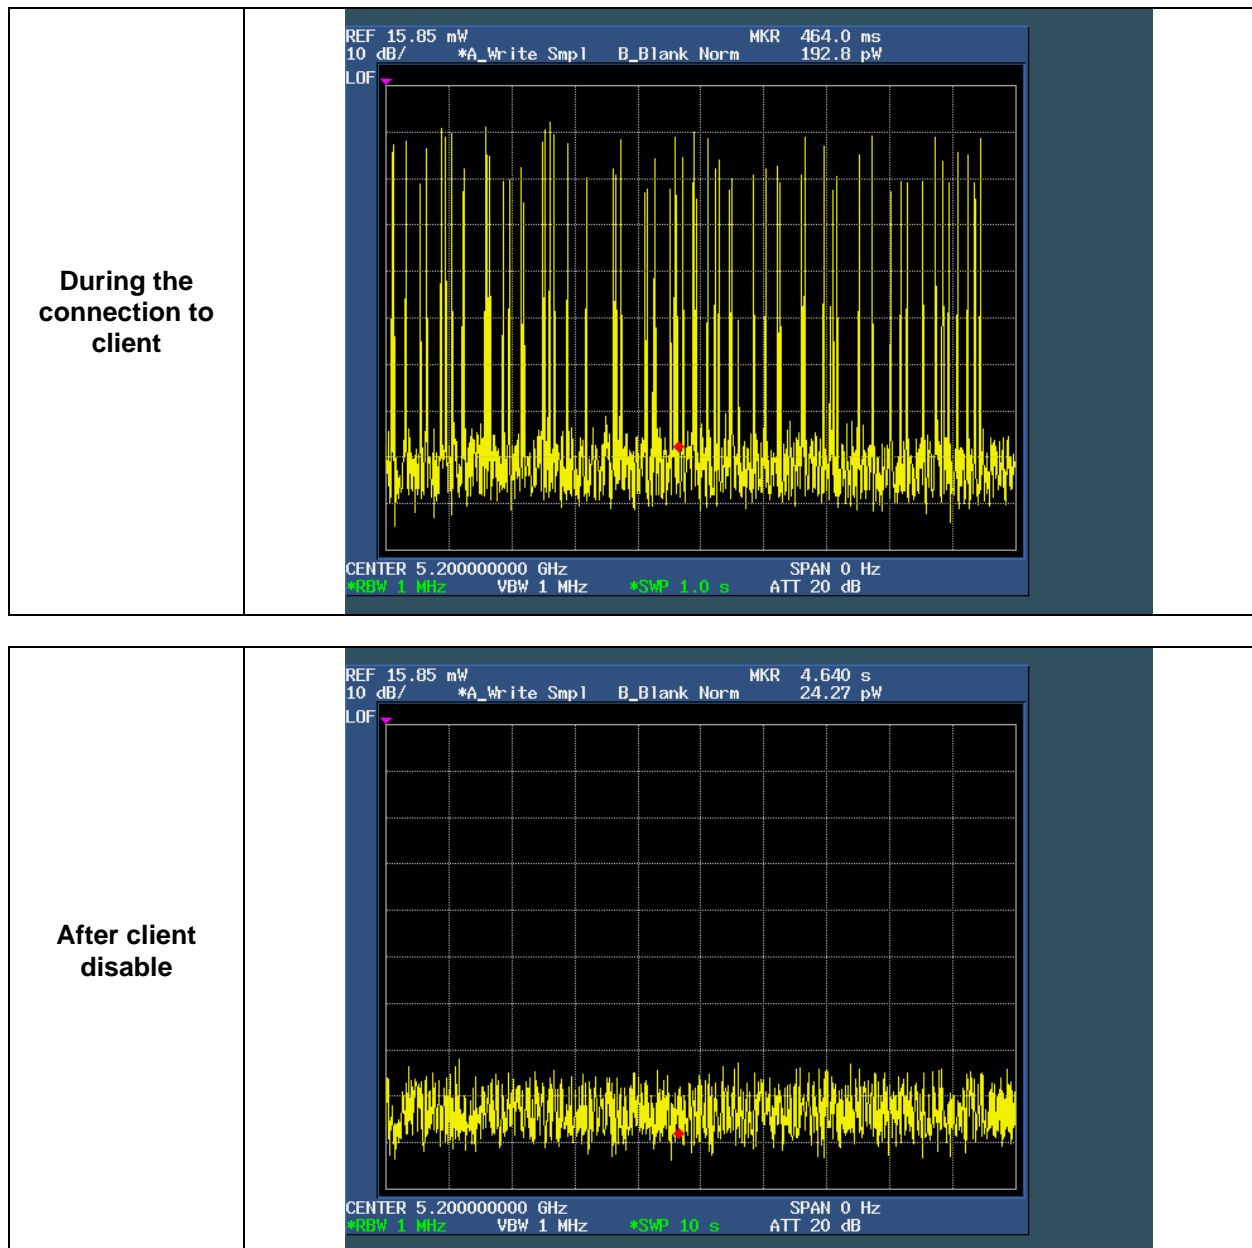 During the
connection to
client
REF 15.85 mW MKR 464.0 ms
10 dB/ *A_Write Smpl B_Blank Norm 192.8 pW
LOF
CENTER 5.200000000 GHz SPAN 0 Hz
*RBW 1 MHz VBW 1 MHz *SWP 1.0 s ATT 20 dB
After client
disable
REF 15.85 mW MKR 4.640 s
10 dB/ *A_Write Smpl B_Blank Norm 24.27 pW
LOF
CENTER 5.200000000 GHz SPAN 0 Hz
*RBW 1 MHz VBW 1 MHz *SWP 10 s ATT 20 dB